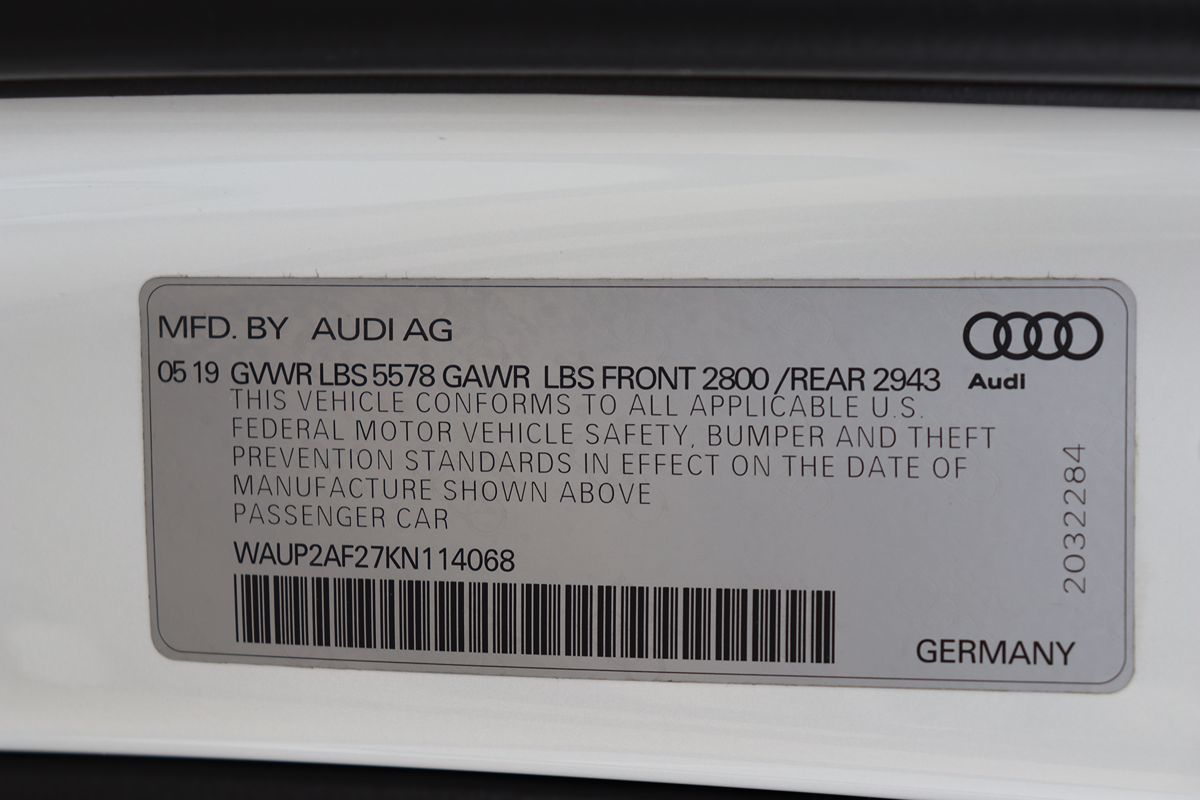 MFD. BY AUDI AG
05 19 GVWR LBS 5578 GAWR LBS FRONT 2800 /REAR 2943
Audi
THIS VEHICLE CONFORMS TO ALL APPLICABLE U.S.
FEDERAL MOTOR VEHICLE SAFETY, BUMPER AND THEFT
PREVENTION STANDARDS IN EFFECT ON THE DATE OF
MANUFACTURE SHOWN ABOVE
PASSENGER CAR
WAUP2AF27KN114068
2032284
GERMANY